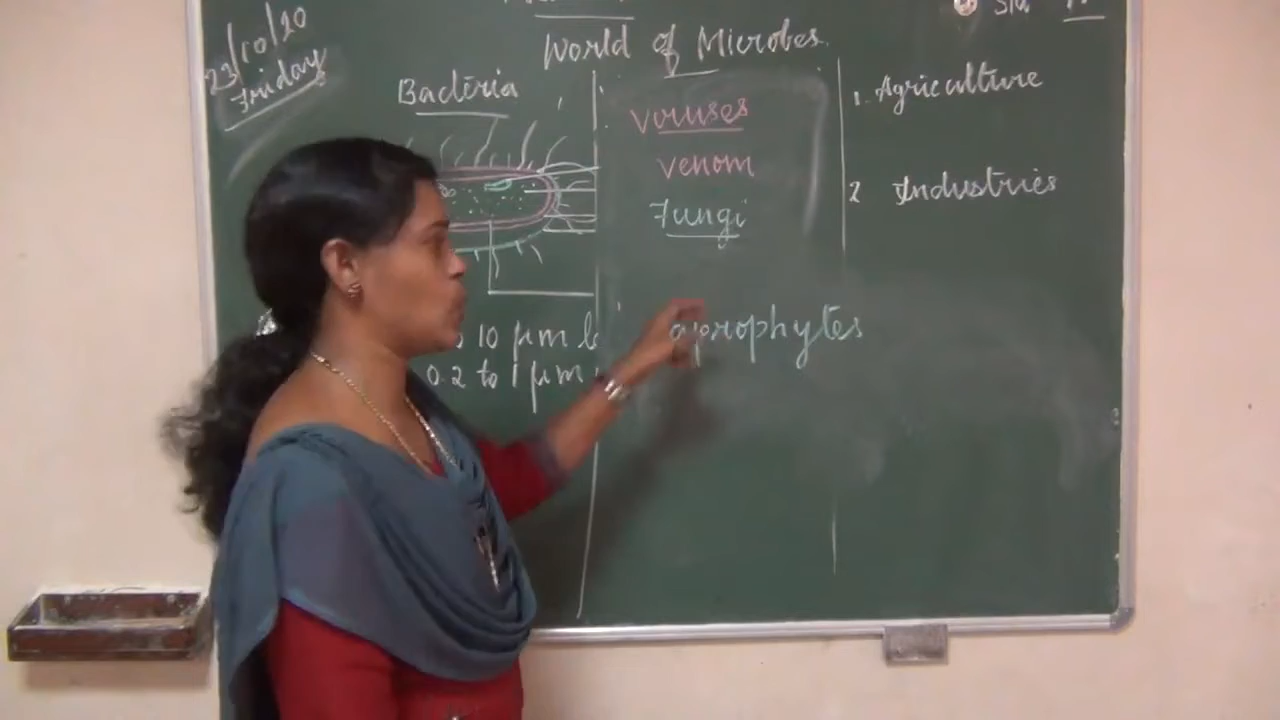 23/10/20
Friday
World of Microbes.
Bacteria
10 µm
0.2 to 1 µm
Viruses
venom
Fungi
aprophytes
1. Agriculture
2 Industries